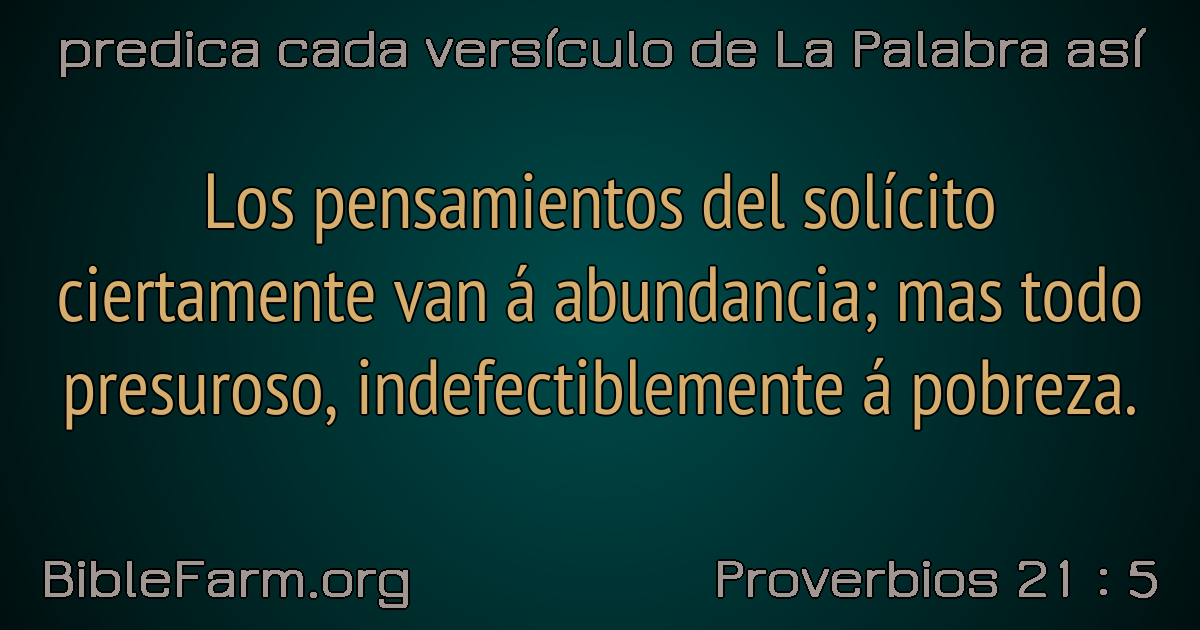 predica cada versículo de La Palabra así
Los pensamientos del solícito
ciertamente van á abundancia; mas todo
presuroso, indefectiblemente á pobreza.
BibleFarm.org
Proverbios 21 : 5